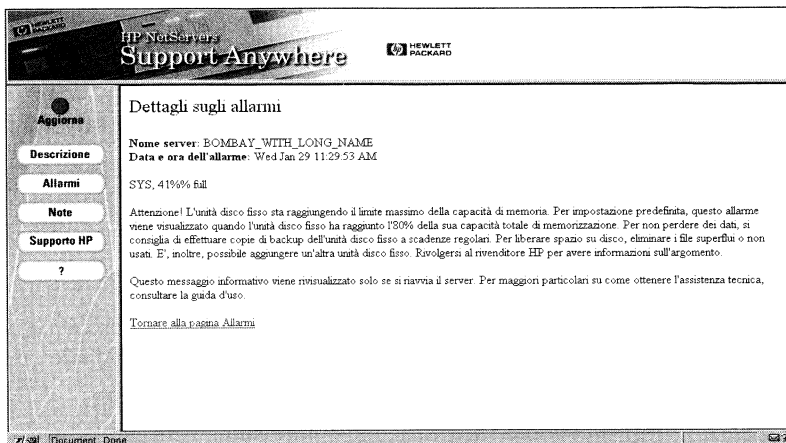 HEWLETT
PACKARD
HP NetServers
Support Anywhere
HEWLETT
PACKARD
Aggiorna
Descrizione
Allarmi
Note
Supporto HP
?
Dettagli sugli allarmi
Nome server: BOMBAY_WITH_LONG_NAME
Data e ora dell'allarme: Wed Jan 29 11:29:53 AM
SYS, 41%% full
Attenzione! L'unità disco fisso sta raggiungendo il limite massimo della capacità di memoria. Per impostazione predefinita, questo allarme
viene visualizzato quando l'unità disco fisso ha raggiunto l'80% della sua capacità totale di memorizzazione. Per non perdere dei dati, si
consiglia di effettuare copie di backup dell'unità disco fisso a scadenze regolari. Per liberare spazio su disco, eliminare i file superflui o non
usati. E', inoltre, possibile aggiungere un'altra unità disco fisso. Rivolgersi al rivenditore HP per avere informazioni sull'argomento.
Questo messaggio informativo viene rivisualizzato solo se si riavvia il server. Per maggiori particolari su come ottenere l'assistenza tecnica,
consultare la guida d'uso.
Tornare alla pagina Allarmi
Document: Done